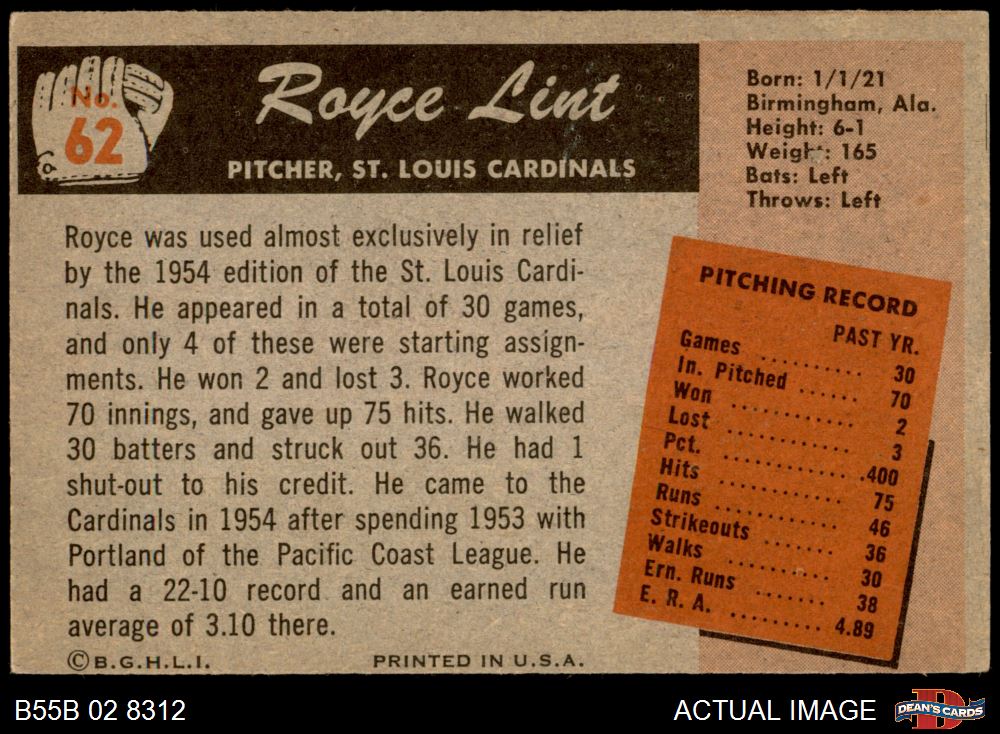 No.
62
Royce Lint
PITCHER, ST. LOUIS CARDINALS
Born: 1/1/21
Birmingham, Ala.
Height: 6-1
Weight: 165
Bats: Left
Throws: Left
Royce was used almost exclusively in relief
by the 1954 edition of the St. Louis Cardi-
nals. He appeared in a total of 30 games,
and only 4 of these were starting assign-
ments. He won 2 and lost 3. Royce worked
70 innings, and gave up 75 hits. He walked
30 batters and struck out 36. He had 1
shut-out to his credit. He came to the
Cardinals in 1954 after spending 1953 with
Portland of the Pacific Coast League. He
had a 22-10 record and an earned run
average of 3.10 there.
©B.G.H.L.I.
PRINTED IN U.S.A.
PITCHING RECORD
PAST YR.
Games .......... 30
In. Pitched ...... 70
Won .......... 2
Lost .......... 3
Pct. .......... .400
Hits .......... 75
Runs .......... 46
Strikeouts ....... 36
Walks .......... 30
Ern. Runs ....... 38
E. R. A. ......... 4.89
B55B 02 8312
ACTUAL IMAGE
D
DEAN'S CARDS